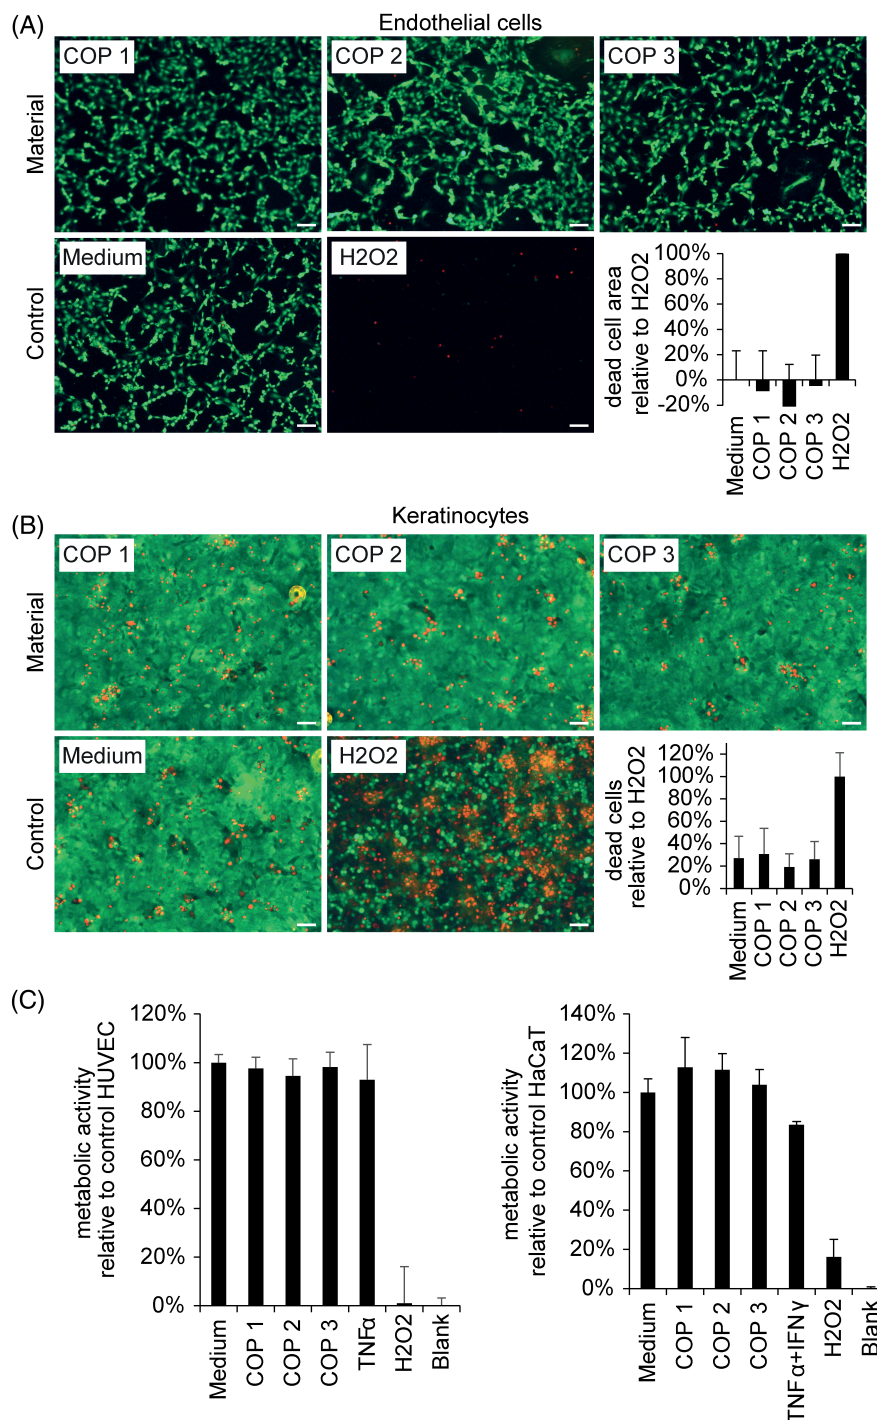 (A)
Endothelial cells
Material
COP 1
COP 2
COP 3
Control
Medium
H2O2
dead cell area
relative to H2O2
100%
80%
60%
40%
20%
0%
-20%
Medium
COP 1
COP 2
COP 3
H2O2
(B)
Keratinocytes
Material
COP 1
COP 2
COP 3
Control
Medium
H2O2
dead cells
relative to H2O2
120%
100%
80%
60%
40%
20%
0%
Medium
COP 1
COP 2
COP 3
H2O2
(C)
metabolic activity
relative to control HUVEC
120%
100%
80%
60%
40%
20%
0%
Medium
COP 1
COP 2
COP 3
TNFα
H2O2
Blank
metabolic activity
relative to control HaCaT
140%
120%
100%
80%
60%
40%
20%
0%
Medium
COP 1
COP 2
COP 3
TNFα+IFNγ
H2O2
Blank